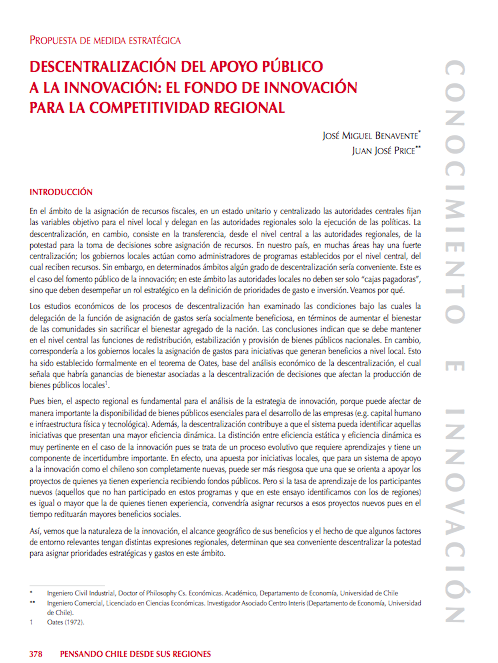 PROPUESTA DE MEDIDA ESTRATÉGICA
DESCENTRALIZACIÓN DEL APOYO PÚBLICO
A LA INNOVACIÓN: EL FONDO DE INNOVACIÓN
PARA LA COMPETITIVIDAD REGIONAL
JOSÉ MIGUEL BENAVENTE*
JUAN JOSÉ PRICE**
INTRODUCCIÓN
En el ámbito de la asignación de recursos fiscales, en un estado unitario y centralizado las autoridades centrales fijan
las variables objetivo para el nivel local y delegan en las autoridades regionales solo la ejecución de las políticas. La
descentralización, en cambio, consiste en la transferencia, desde el nivel central a las autoridades regionales, de la
potestad para la toma de decisiones sobre asignación de recursos. En nuestro país, en muchas áreas hay una fuerte
centralización; los gobiernos locales actúan como administradores de programas establecidos por el nivel central, del
cual reciben recursos. Sin embargo, en determinados ámbitos algún grado de descentralización sería conveniente. Este es
el caso del fomento público de la innovación; en este ámbito las autoridades locales no deben ser solo "cajas pagadoras",
sino que deben desempeñar un rol estratégico en la definición de prioridades de gasto e inversión. Veamos por qué.
Los estudios económicos de los procesos de descentralización han examinado las condiciones bajo las cuales la
delegación de la función de asignación de gastos sería socialmente beneficiosa, en términos de aumentar el bienestar
de las comunidades sin sacrificar el bienestar agregado de la nación. Las conclusiones indican que se debe mantener
en el nivel central las funciones de redistribución, estabilización y provisión de bienes públicos nacionales. En cambio,
correspondería a los gobiernos locales la asignación de gastos para iniciativas que generan beneficios a nivel local. Esto
ha sido establecido formalmente en el teorema de Oates, base del análisis económico de la descentralización, el cual
señala que habría ganancias de bienestar asociadas a la descentralización de decisiones que afectan la producción de
bienes públicos locales1.
Pues bien, el aspecto regional es fundamental para el análisis de la estrategia de innovación, porque puede afectar de
manera importante la disponibilidad de bienes públicos esenciales para el desarrollo de las empresas (e.g. capital humano
e infraestructura física y tecnológica). Además, la descentralización contribuye a que el sistema pueda identificar aquellas
iniciativas que presentan una mayor eficiencia dinámica. La distinción entre eficiencia estática y eficiencia dinámica es
muy pertinente en el caso de la innovación pues se trata de un proceso evolutivo que requiere aprendizajes y tiene un
componente de incertidumbre importante. En efecto, una apuesta por iniciativas locales, que para un sistema de apoyo
a la innovación como el chileno son completamente nuevas, puede ser más riesgosa que una que se orienta a apoyar los
proyectos de quienes ya tienen experiencia recibiendo fondos públicos. Pero si la tasa de aprendizaje de los participantes
nuevos (aquellos que no han participado en estos programas y que en este ensayo identificamos con los de regiones)
es igual o mayor que la de quienes tienen experiencia, convendría asignar recursos a esos proyectos nuevos pues en el
tiempo redituarán mayores beneficios sociales.
Así, vemos que la naturaleza de la innovación, el alcance geográfico de sus beneficios y el hecho de que algunos factores
de entorno relevantes tengan distintas expresiones regionales, determinan que sea conveniente descentralizar la potestad
para asignar prioridades estratégicas y gastos en este ámbito.
* Ingeniero Civil Industrial, Doctor of Philosophy Cs. Económicas. Académico, Departamento de Economía, Universidad de Chile
** Ingeniero Comercial, Licenciado en Ciencias Económicas. Investigador Asociado Centro Intelis (Departamento de Economía, Universidad
de Chile).
1 Oates (1972).
378 PENSANDO CHILE DESDE SUS REGIONES
CONOCIMIENTO E INNOVACIÓN